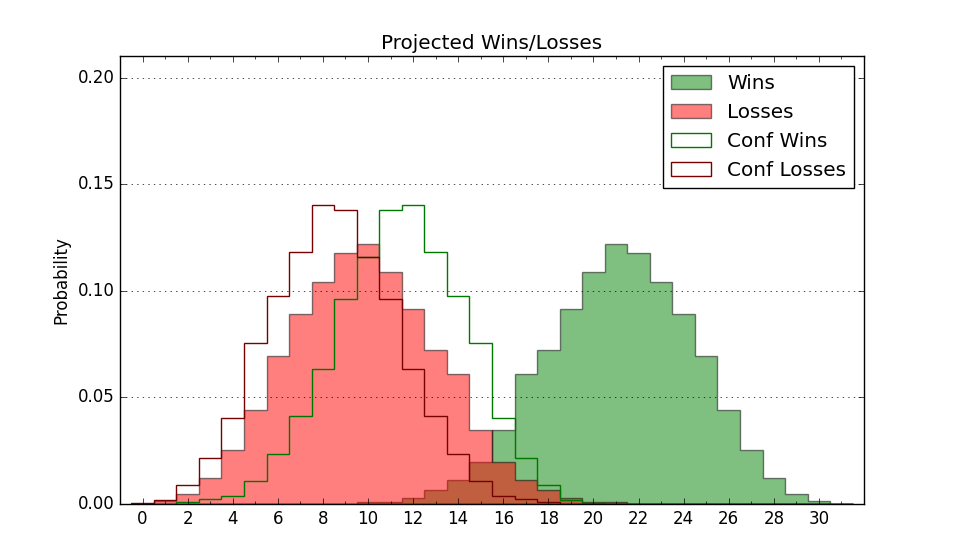 Projected Wins/Losses
0.20
0.15
0.10
0.05
0.00
Probability
Wins
Losses
Conf Wins
Conf Losses
0 2 4 6 8 10 12 14 16 18 20 22 24 26 28 30